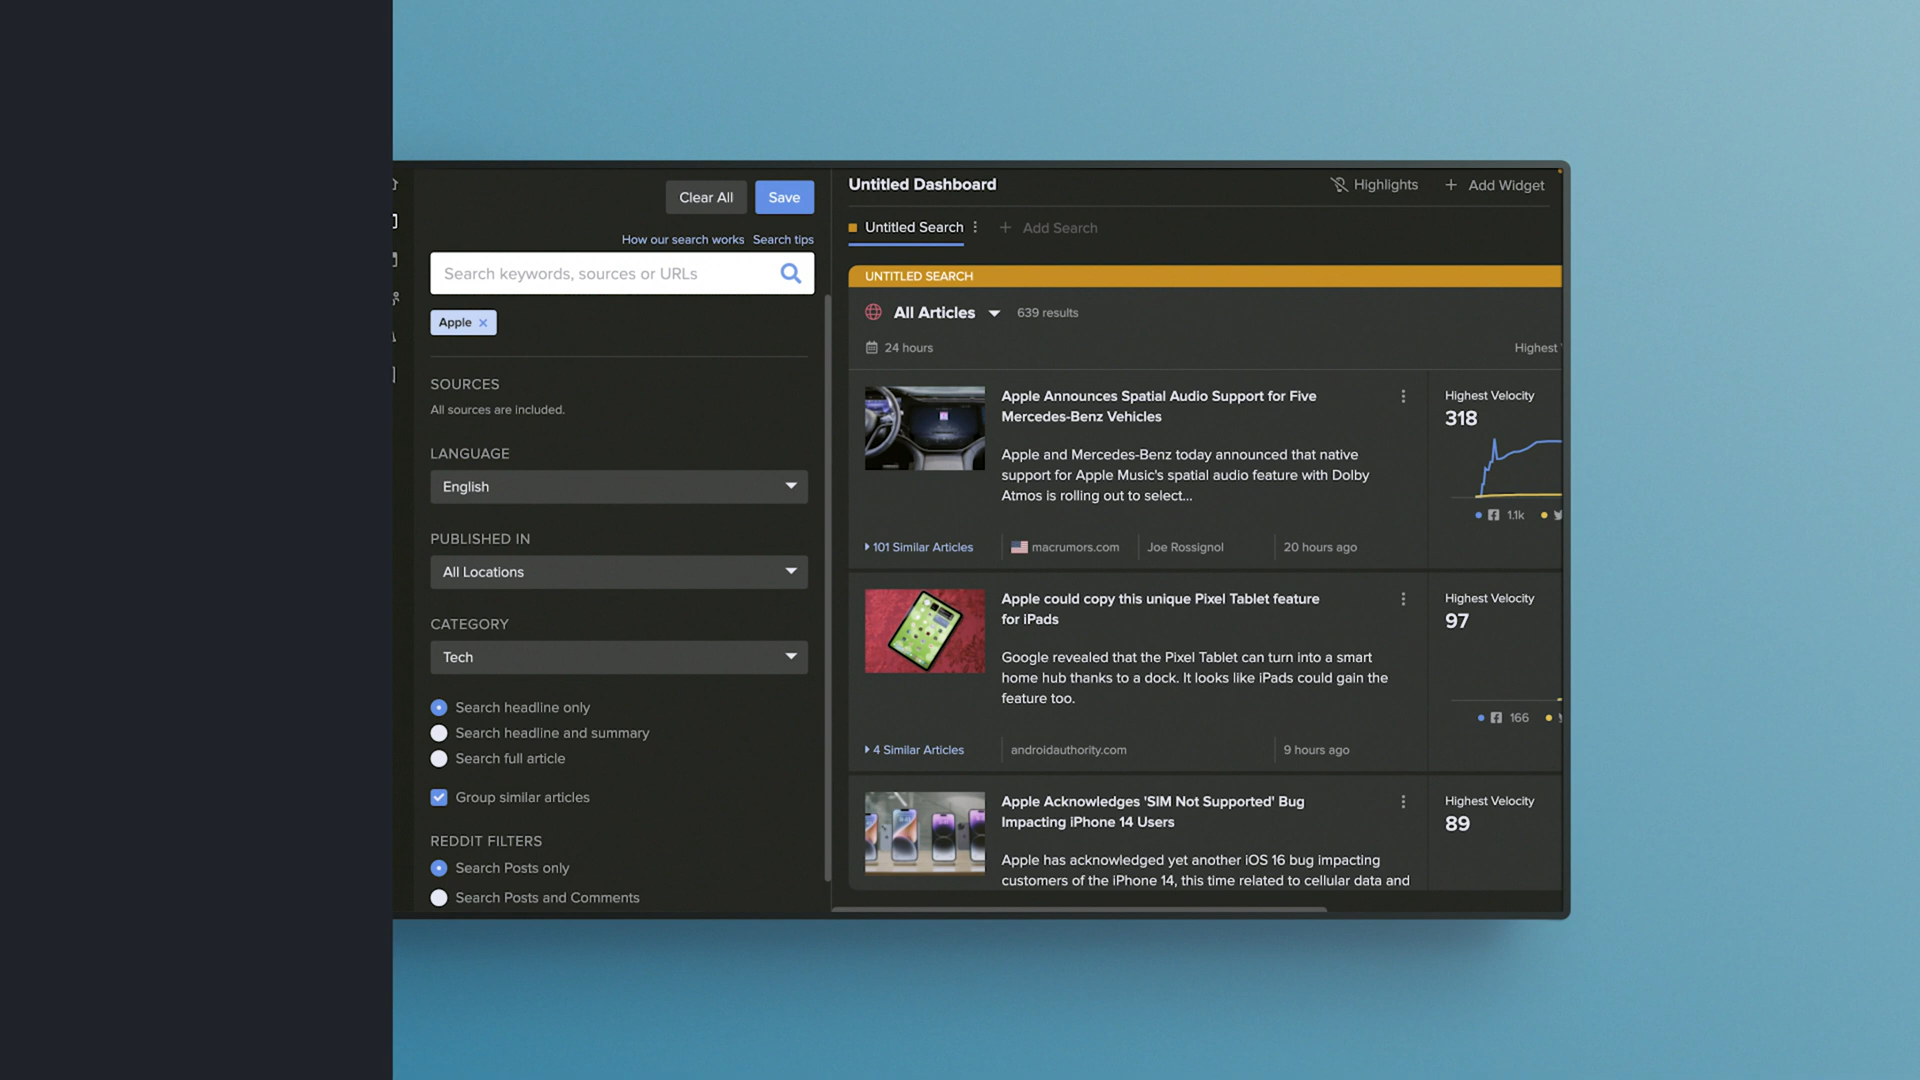 Clear All
Save
How our search works
Search tips
Search keywords, sources or URLs
Apple
SOURCES
All sources are included.
LANGUAGE
English
PUBLISHED IN
All Locations
CATEGORY
Tech
Search headline only
Search headline and summary
Search full article
Group similar articles
REDDIT FILTERS
Search Posts only
Search Posts and Comments
Untitled Dashboard
Highlights
+ Add Widget
Untitled Search
+ Add Search
UNTITLED SEARCH
All Articles
639 results
24 hours
Highest
Apple Announces Spatial Audio Support for Five
Mercedes-Benz Vehicles
Apple and Mercedes-Benz today announced that native
support for Apple Music's spatial audio feature with Dolby
Atmos is rolling out to select...
101 Similar Articles
macrumors.com
Joe Rossignol
20 hours ago
Highest Velocity
318
1.1k
Apple could copy this unique Pixel Tablet feature
for iPads
Google revealed that the Pixel Tablet can turn into a smart
home hub thanks to a dock. It looks like iPads could gain the
feature too.
4 Similar Articles
androidauthority.com
9 hours ago
Highest Velocity
97
166
Apple Acknowledges 'SIM Not Supported' Bug
Impacting iPhone 14 Users
Apple has acknowledged yet another iOS 16 bug impacting
customers of the iPhone 14, this time related to cellular data and
Highest Velocity
89